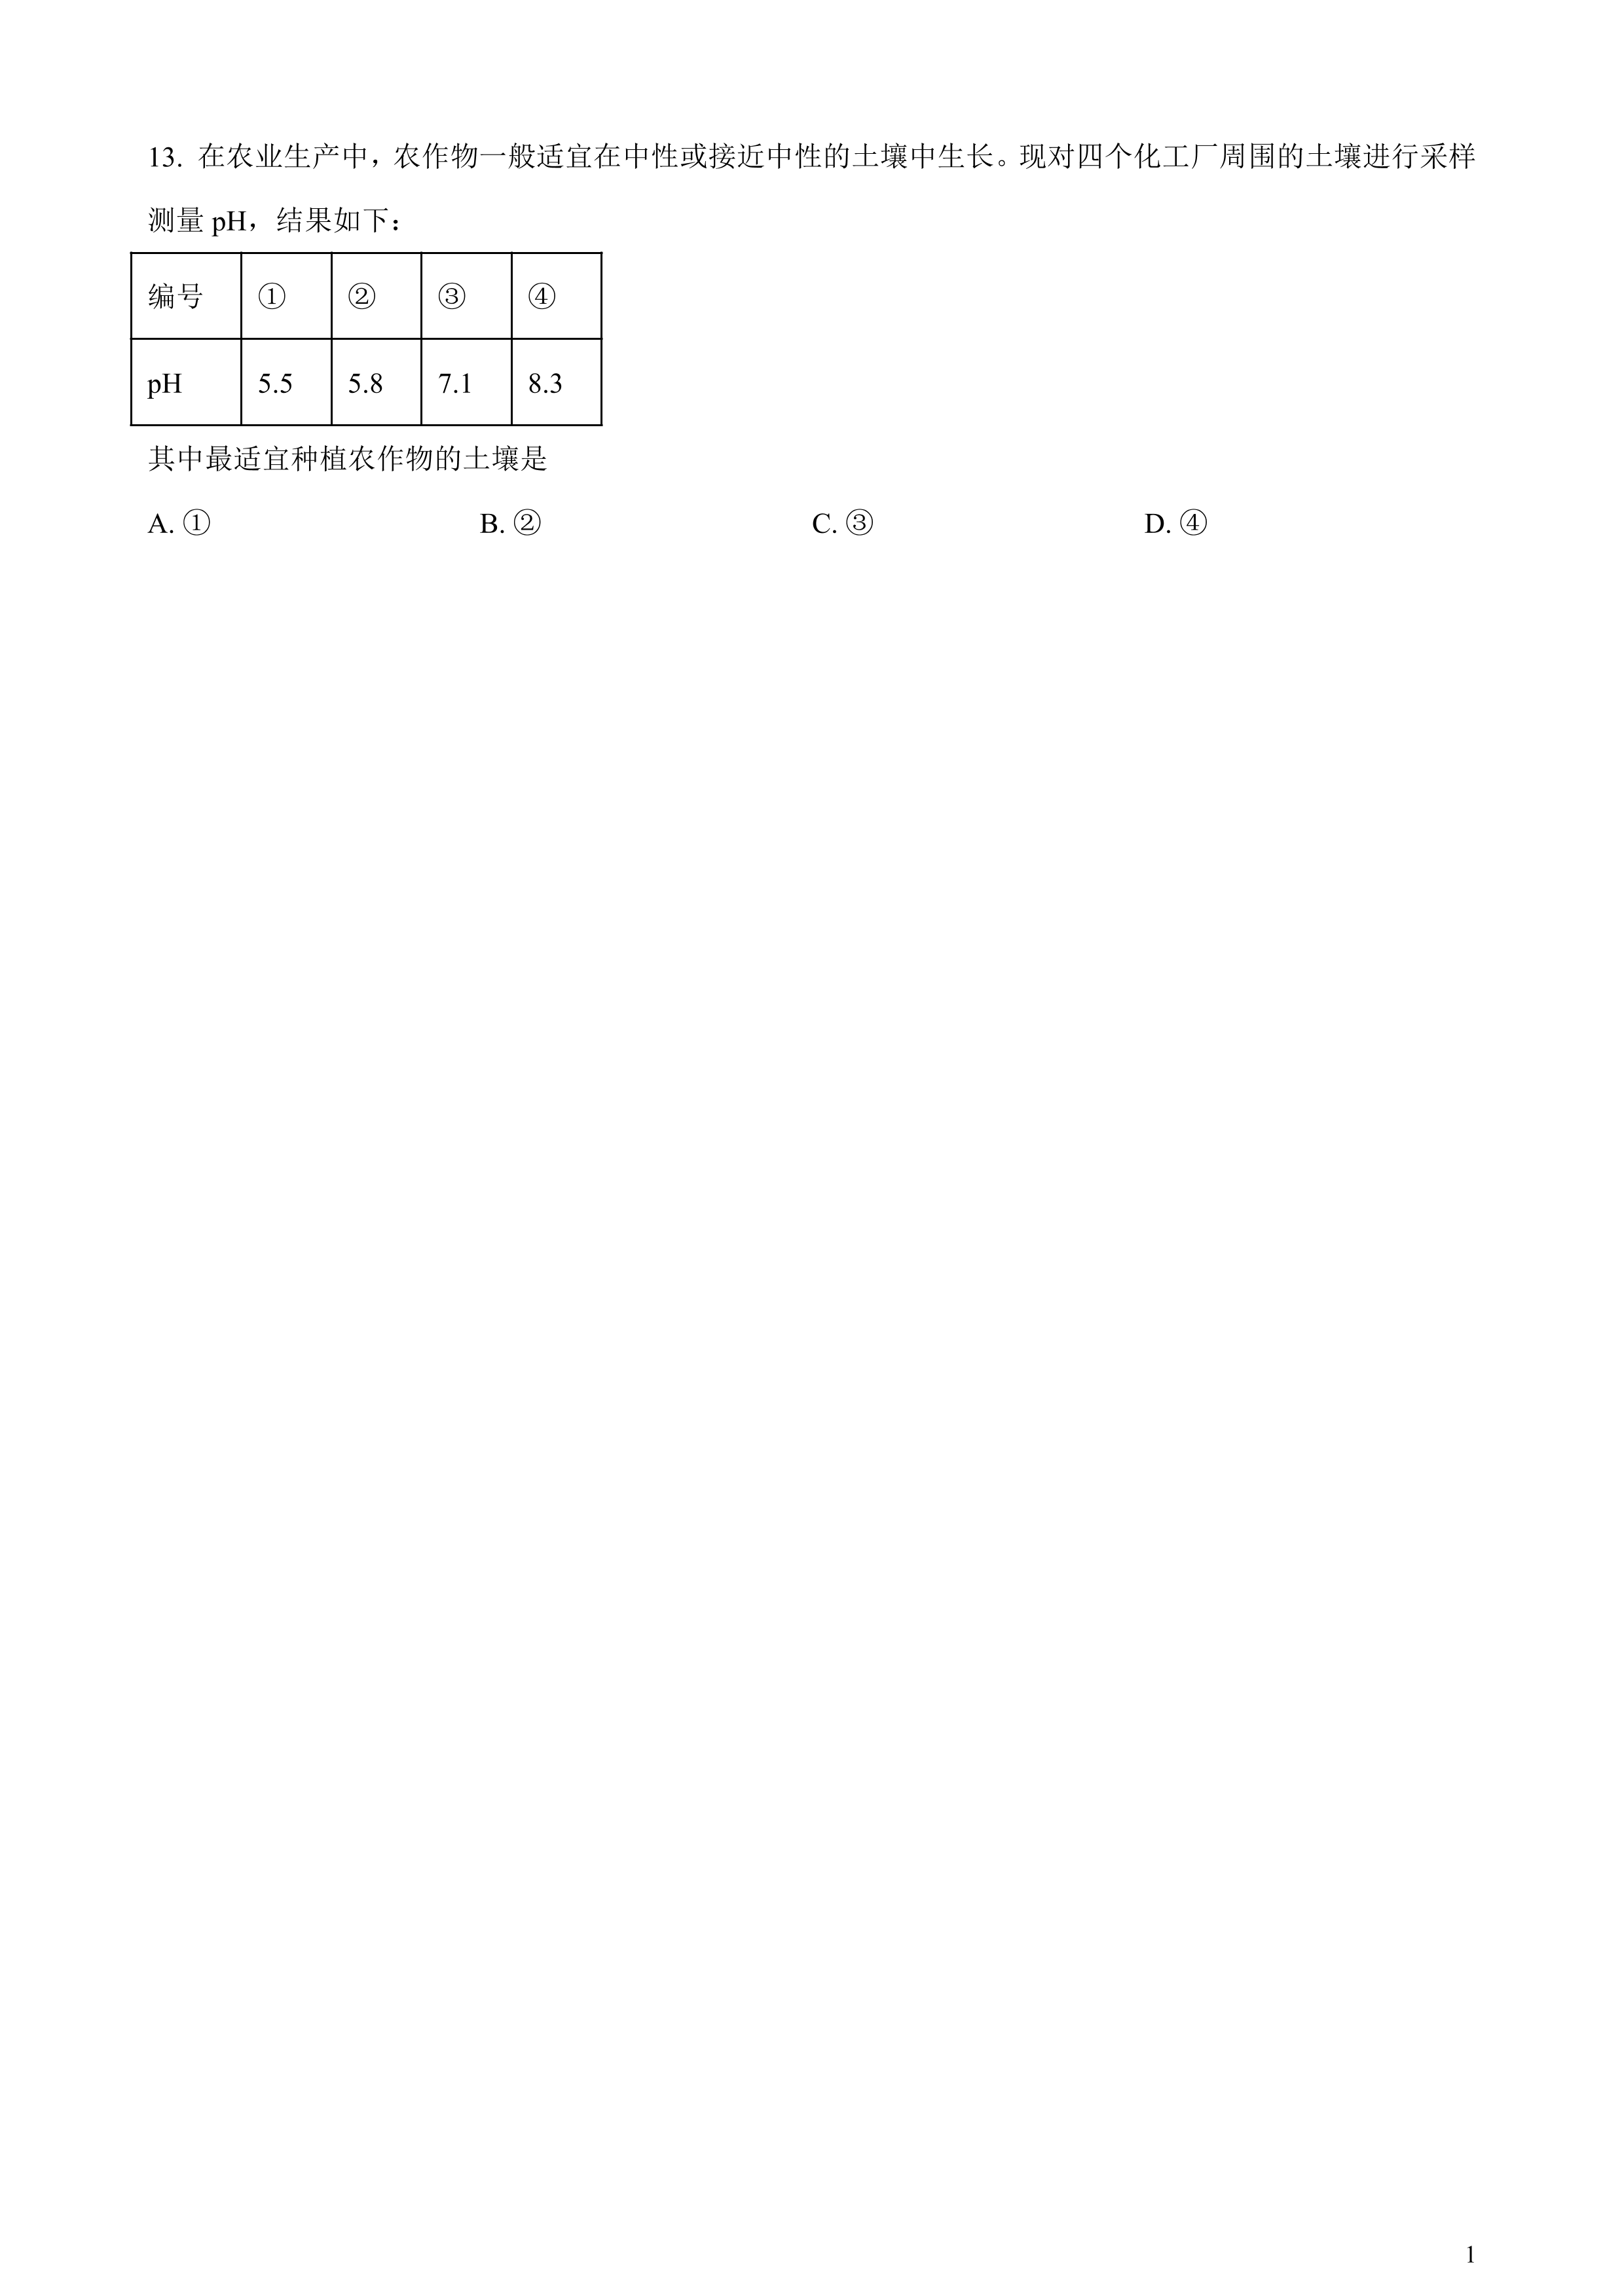 13. 在农业生产中，农作物一般适宜在中性或接近中性的土壤中生长。现对四个化工厂周围的土壤进行采样
测量 pH，结果如下：
编号 ① ② ③ ④
pH 5.5 5.8 7.1 8.3
其中最适宜种植农作物的土壤是
A. ① B. ② C. ③ D. ④
1